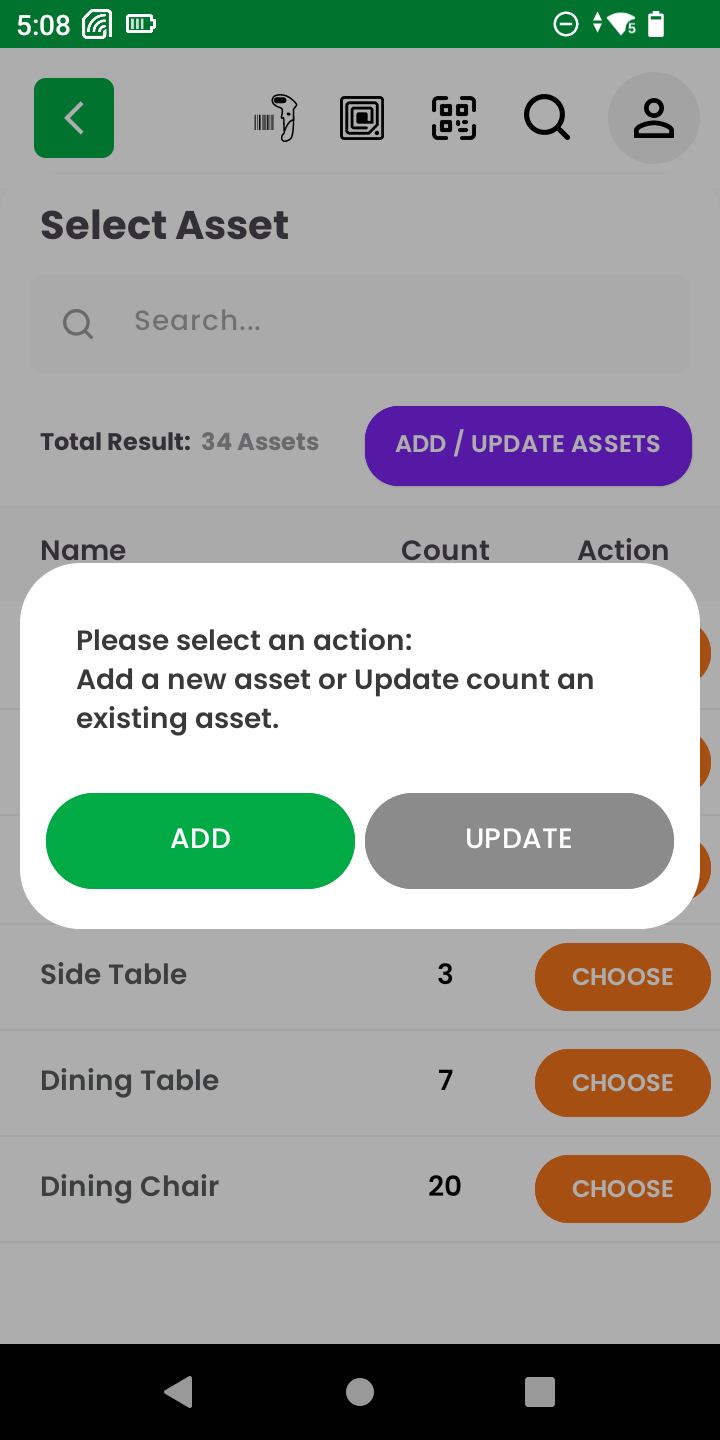 5:08
5
Select Asset
Search...
Total Result: 34 Assets
ADD / UPDATE ASSETS
Name Count Action
Please select an action:
Add a new asset or Update count an
existing asset.
ADD UPDATE
Side Table 3 CHOOSE
Dining Table 7 CHOOSE
Dining Chair 20 CHOOSE